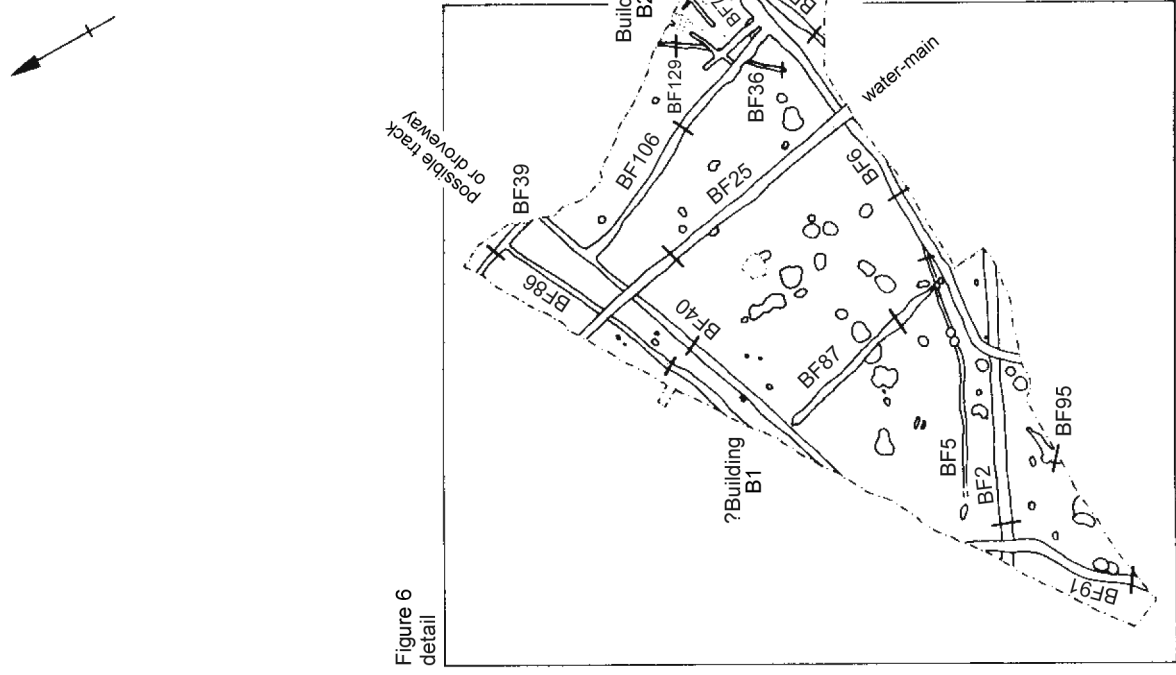 Figure 6
detail
possible track
or droveway
BF39
BF86
BF106
BF129
BF36
BF25
water-main
BF6
BF40
BF87
?Building
B1
BF5
BF2
BF95
BF91